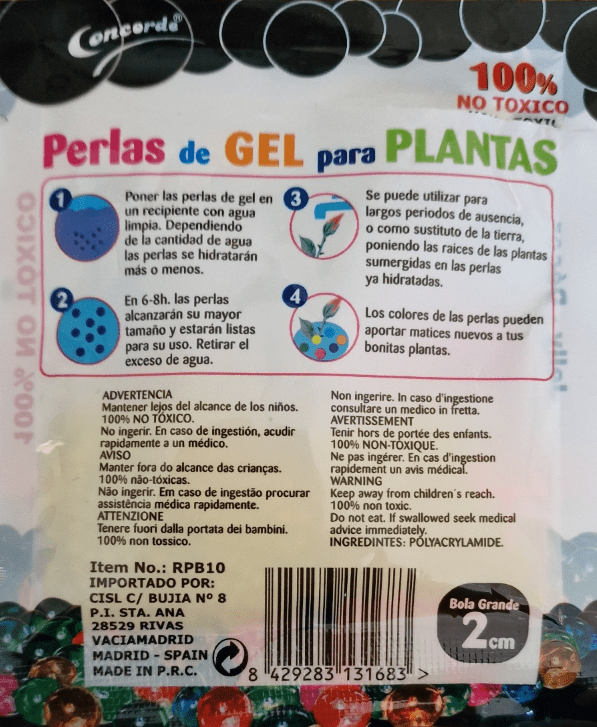 Concorde®
100%
NO TOXICO
Perlas de GEL para PLANTAS
1
Poner las perlas de gel en
un recipiente con agua
limpia. Dependiendo
de la cantidad de agua
las perlas se hidratarán
más o menos.
2
En 6-8h. las perlas
alcanzarán su mayor
tamaño y estarán listas
para su uso. Retirar el
exceso de agua.
3
Se puede utilizar para
largos periodos de ausencia,
o como sustituto de la tierra,
poniendo las raices de las plantas
sumergidas en las perlas
ya hidratadas.
4
Los colores de las perlas pueden
aportar matices nuevos a tus
bonitas plantas.
100% NO TOXICO
ADVERTENCIA
Mantener lejos del alcance de los niños.
100% NO TÓXICO.
No ingerir. En caso de ingestión, acudir
rapidamente a un médico.
AVISO
Manter fora do alcance das crianças.
100% não-tóxicas.
Não ingerir. Em caso de ingestão procurar
assistência médica rapidamente.
ATTENZIONE
Tenere fuori dalla portata dei bambini.
100% non tossico.
Non ingerire. In caso d'ingestione
consultare un medico in fretta.
AVERTISSEMENT
Tenir hors de portée des enfants.
100% NON-TOXIQUE.
Ne pas ingérer. En cas d'ingestion
rapidement un avis médical.
WARNING
Keep away from children's reach.
100% non toxic.
Do not eat. If swallowed seek medical
advice immediately.
INGREDINTES: POLYACRYLAMIDE.
Item No.: RPB10
IMPORTADO POR:
CISL C/ BUJIA Nº 8
P.I. STA. ANA
28529 RIVAS
VACIAMADRID
MADRID - SPAIN
MADE IN P.R.C.
8 429283 131683 >
Bola Grande
2cm